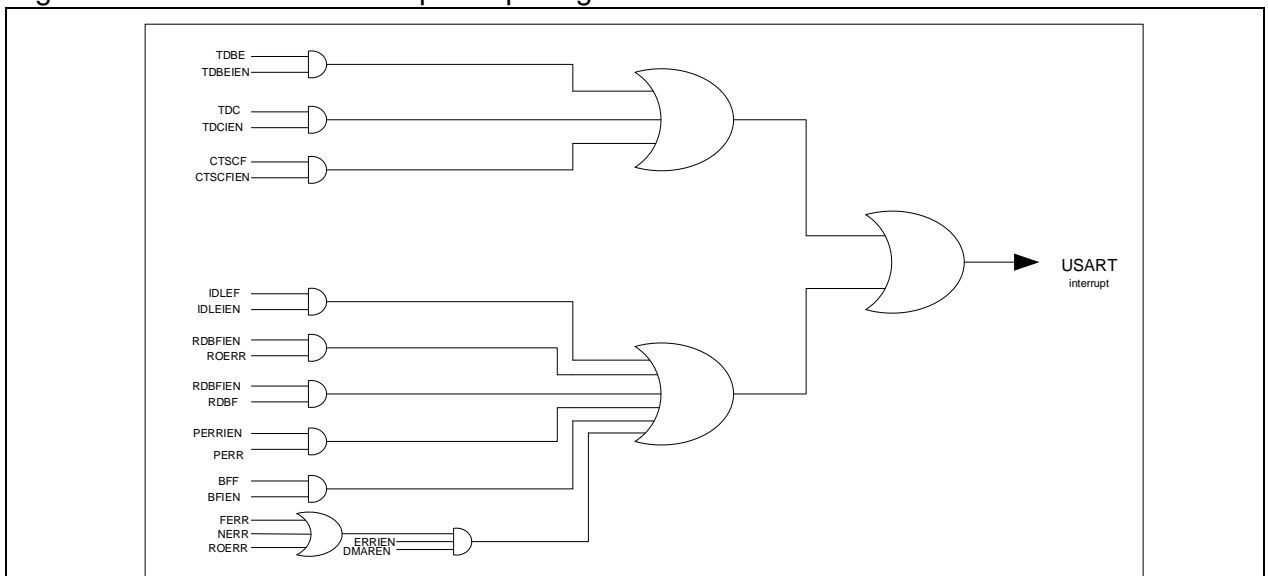 TDBE
TDBEIEN
TDC
TDCIEN
CTSCF
CTSCFIEN
USART
interrupt
IDLEF
IDLEIEN
RDBFIEN
ROERR
RDBFIEN
RDBF
PERRIEN
PERR
BFF
BFIEN
FERR
NERR
ROERR
ERRIEN
DMAREN